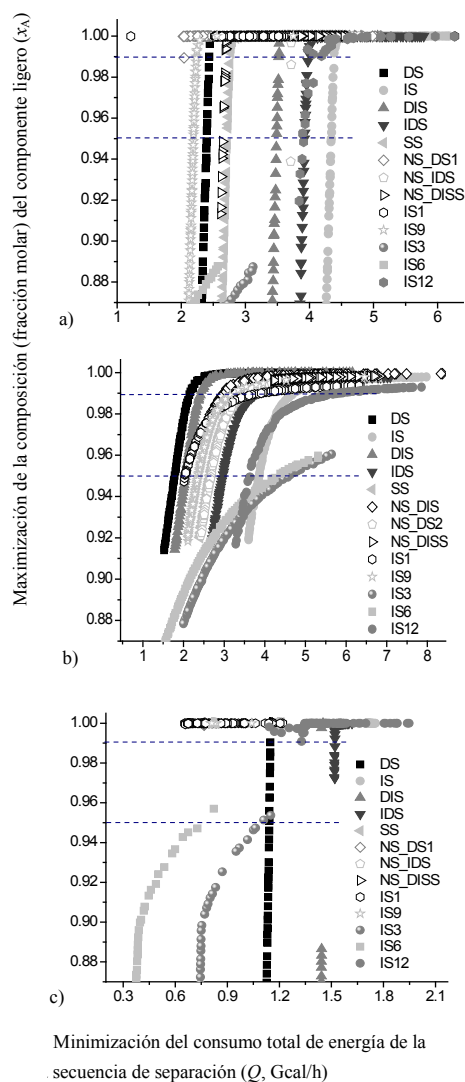 Maximización de la composición (fracción molar) del componente ligero (xA)
1.00
0.98
0.96
0.94
0.92
0.90
0.88
DS
IS
DIS
IDS
SS
NS_DS1
NS_IDS
NS_DISS
IS1
IS9
IS3
IS6
IS12
a)
1 2 3 4 5 6
1.00
0.98
0.96
0.94
0.92
0.90
0.88
DS
IS
DIS
IDS
SS
NS_DIS
NS_DS2
NS_DISS
IS1
IS9
IS3
IS6
IS12
b)
1 2 3 4 5 6 7 8
1.00
0.98
0.96
0.94
0.92
0.90
0.88
DS
IS
DIS
IDS
SS
NS_DS1
NS_IDS
NS_DISS
IS1
IS9
IS3
IS6
IS12
c)
0.3 0.6 0.9 1.2 1.5 1.8 2.1
Minimización del consumo total de energía de la
secuencia de separación (Q, Gcal/h)